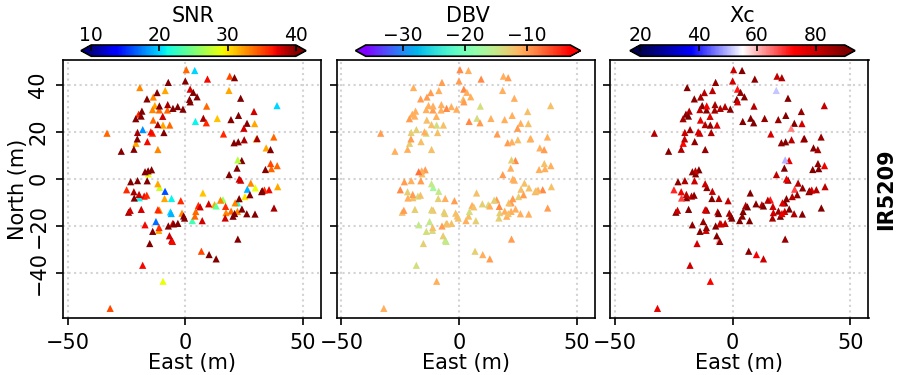 SNR DBV Xc
10 20 30 40 −30 −20 −10 20 40 60 80
40
20
0
−20
−40
North (m)
−50 0 50 −50 0 50 −50 0 50
East (m) East (m) East (m)
IR5209